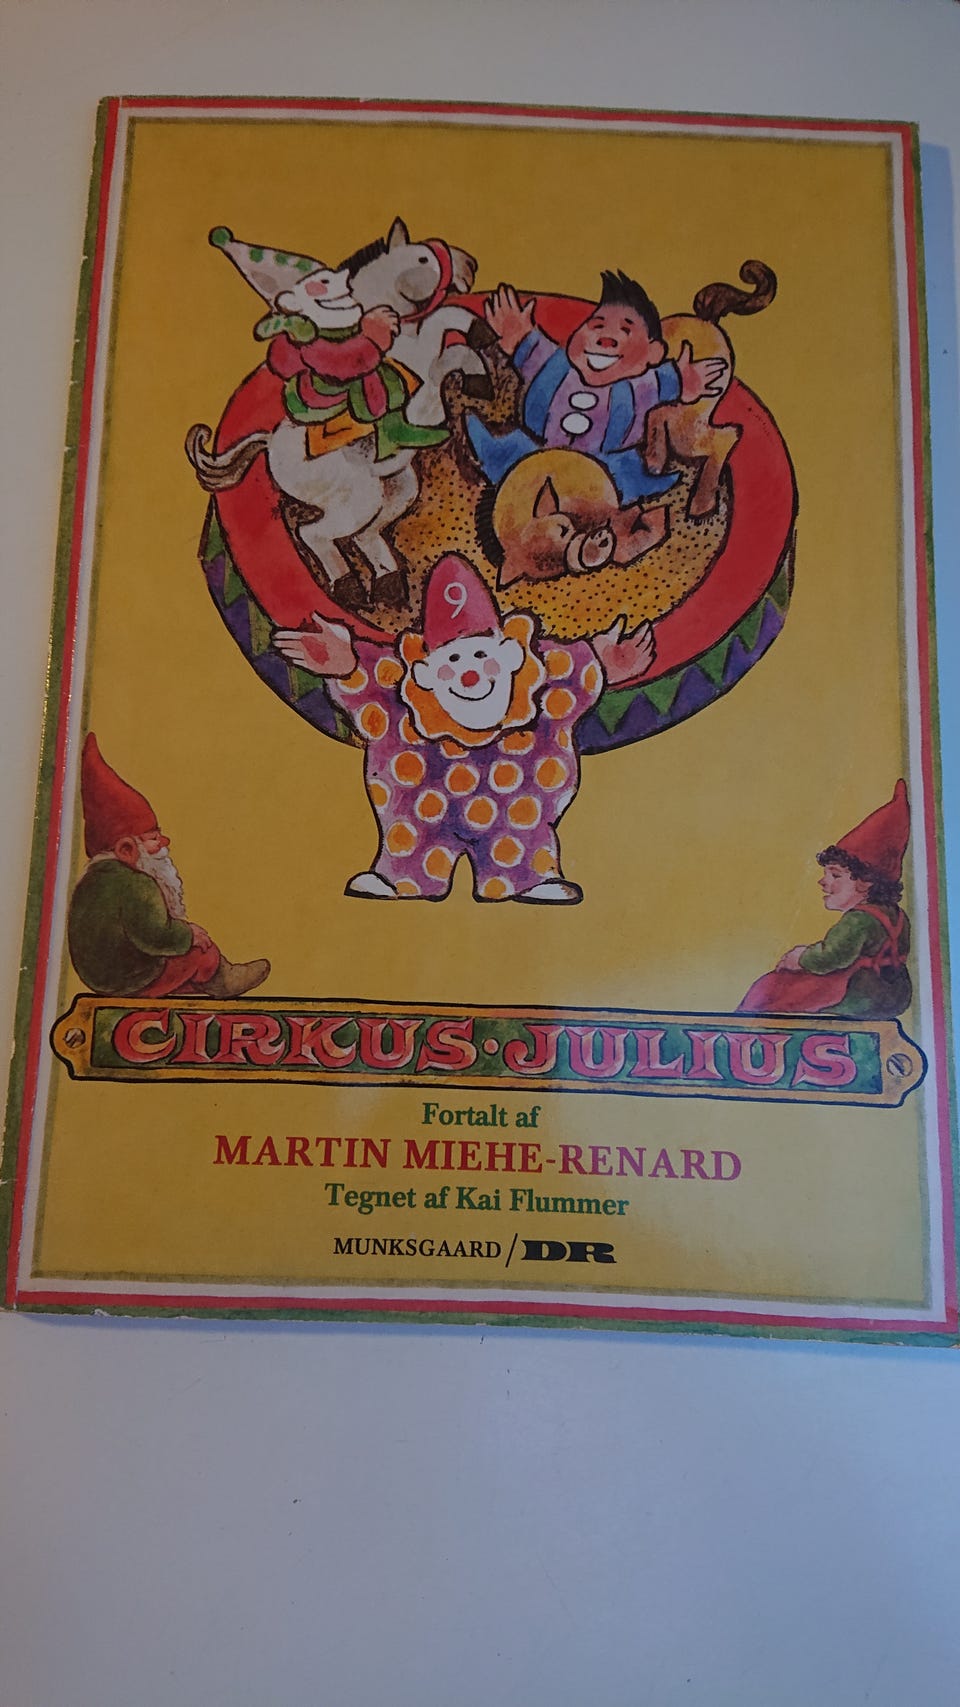 9
CIRKUS·JULIUS
Fortalt af
MARTIN MIEHE-RENARD
Tegnet af Kai Flummer
MUNKSGAARD/DR